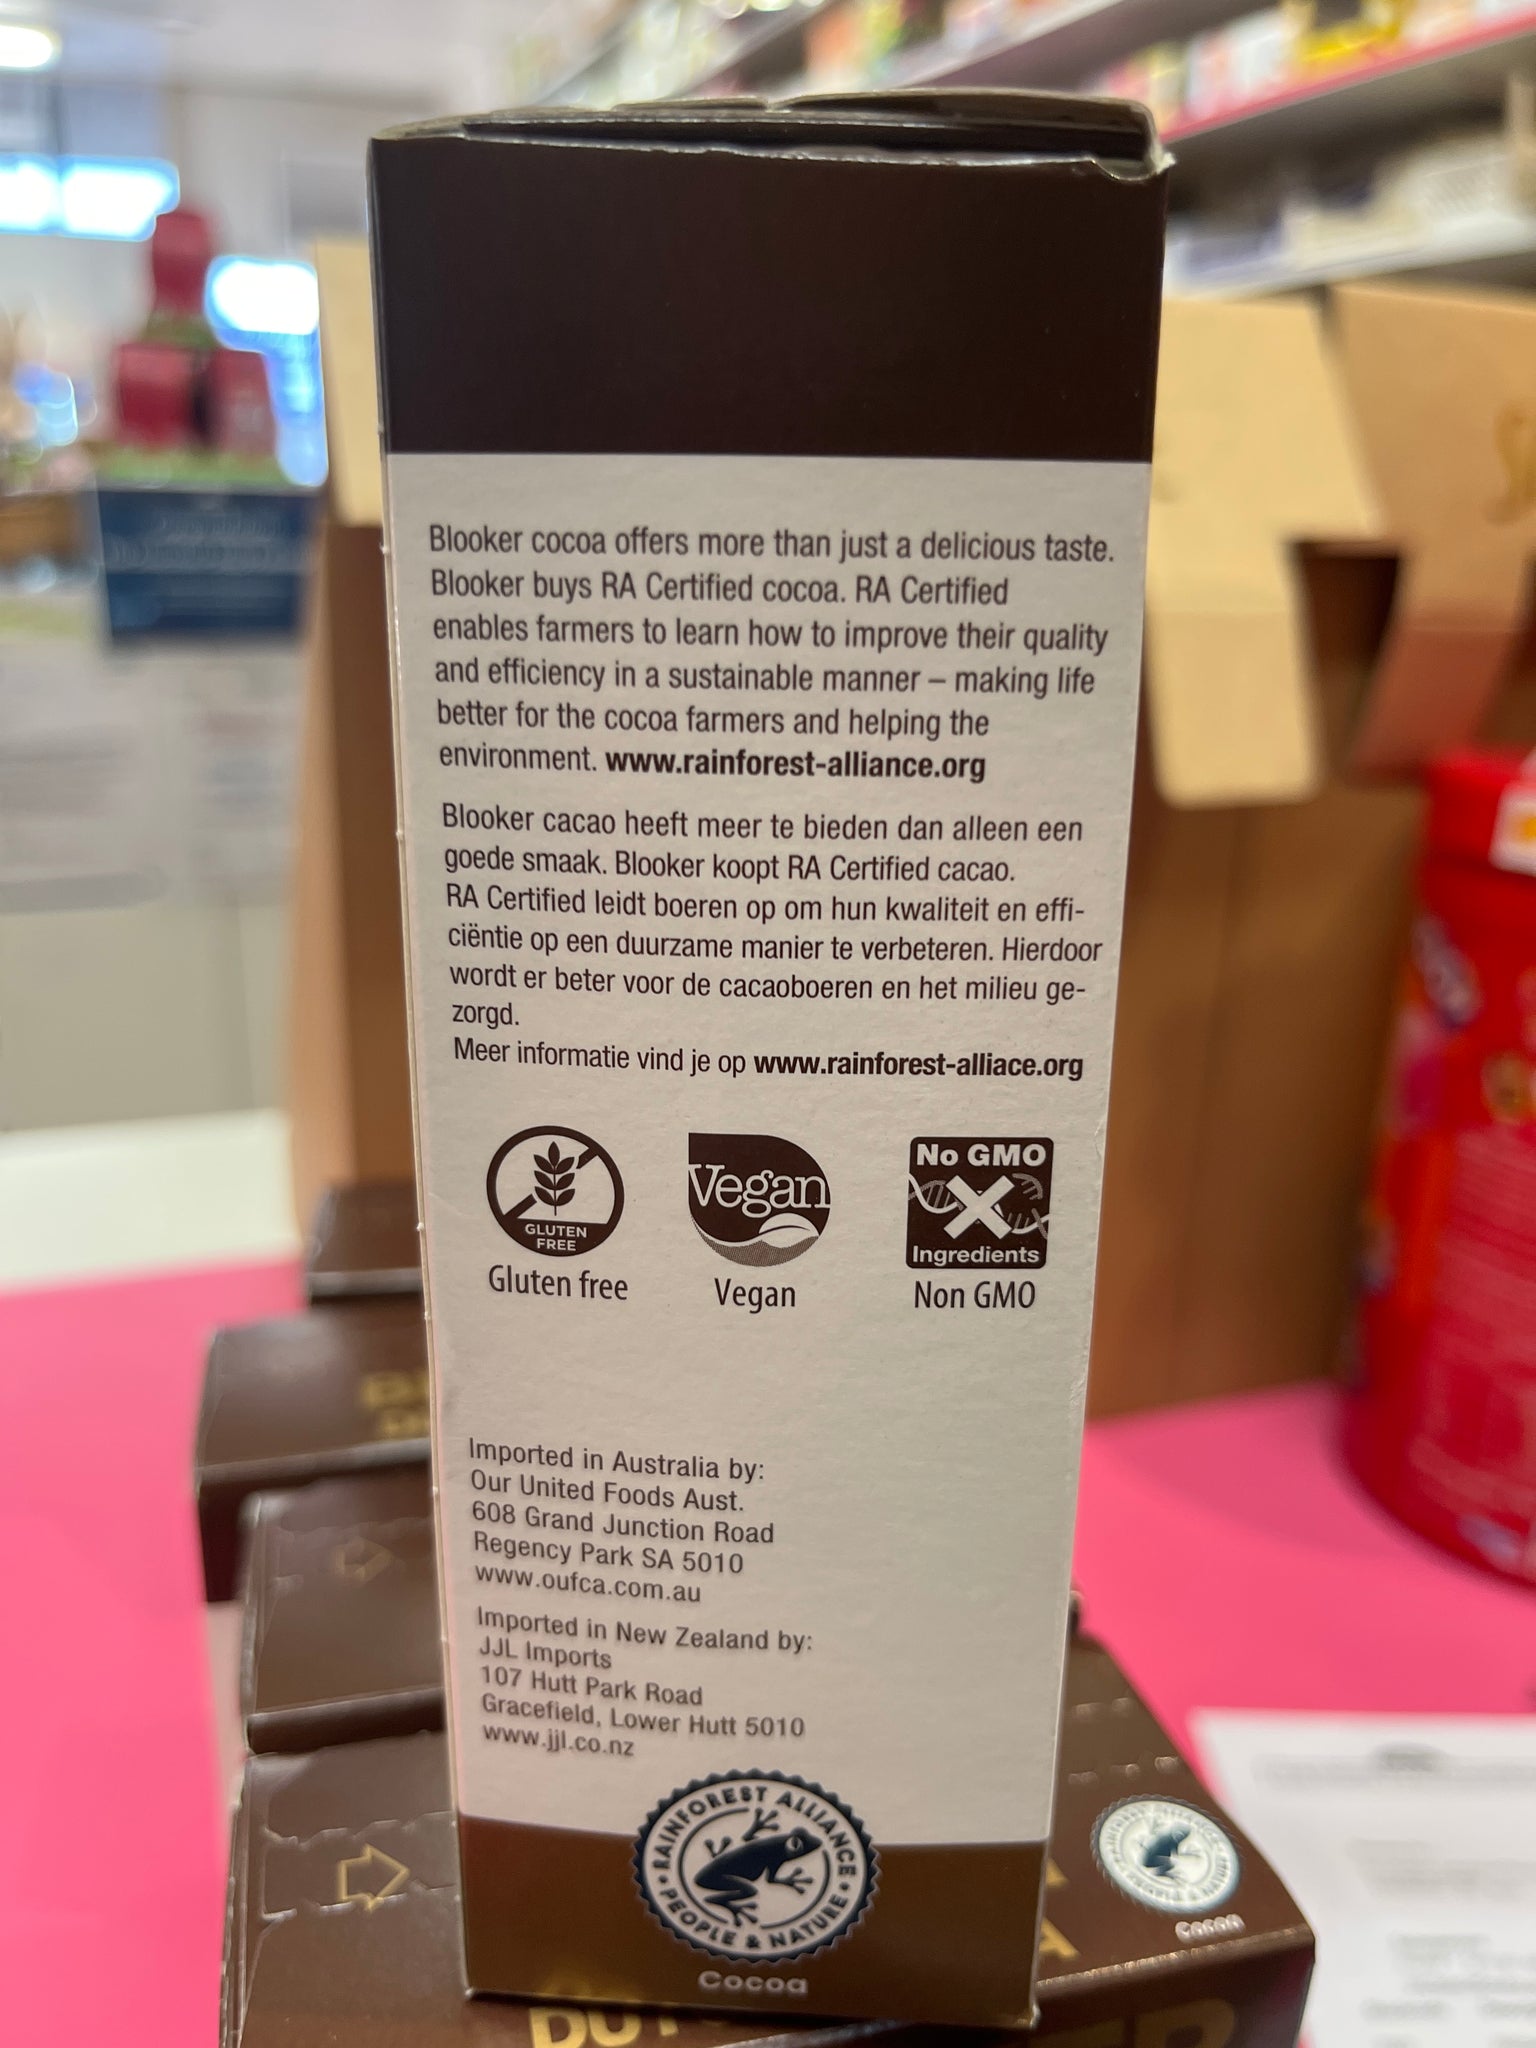 Blooker cocoa offers more than just a delicious taste.
Blooker buys RA Certified cocoa. RA Certified
enables farmers to learn how to improve their quality
and efficiency in a sustainable manner – making life
better for the cocoa farmers and helping the
environment. www.rainforest-alliance.org
Blooker cacao heeft meer te bieden dan alleen een
goede smaak. Blooker koopt RA Certified cacao.
RA Certified leidt boeren op om hun kwaliteit en effi-
ciëntie op een duurzame manier te verbeteren. Hierdoor
wordt er beter voor de cacaoboeren en het milieu ge-
zorgd.
Meer informatie vind je op www.rainforest-alliace.org
GLUTEN
FREE
Gluten free
Vegan
Vegan
No GMO
Ingredients
Non GMO
Imported in Australia by:
Our United Foods Aust.
608 Grand Junction Road
Regency Park SA 5010
www.oufca.com.au
Imported in New Zealand by:
JJL Imports
107 Hutt Park Road
Gracefield, Lower Hutt 5010
www.jjl.co.nz
RAINFOREST ALLIANCE
PEOPLE & NATURE
Cocoa
Cocoa